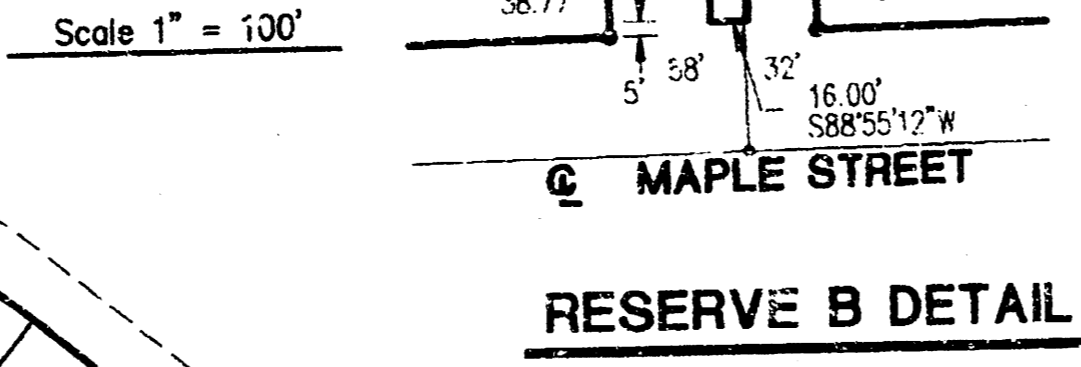 Scale 1" = 100'
5'
32'
16.00'
S88°55'12"W
℄ MAPLE STREET
RESERVE B DETAIL